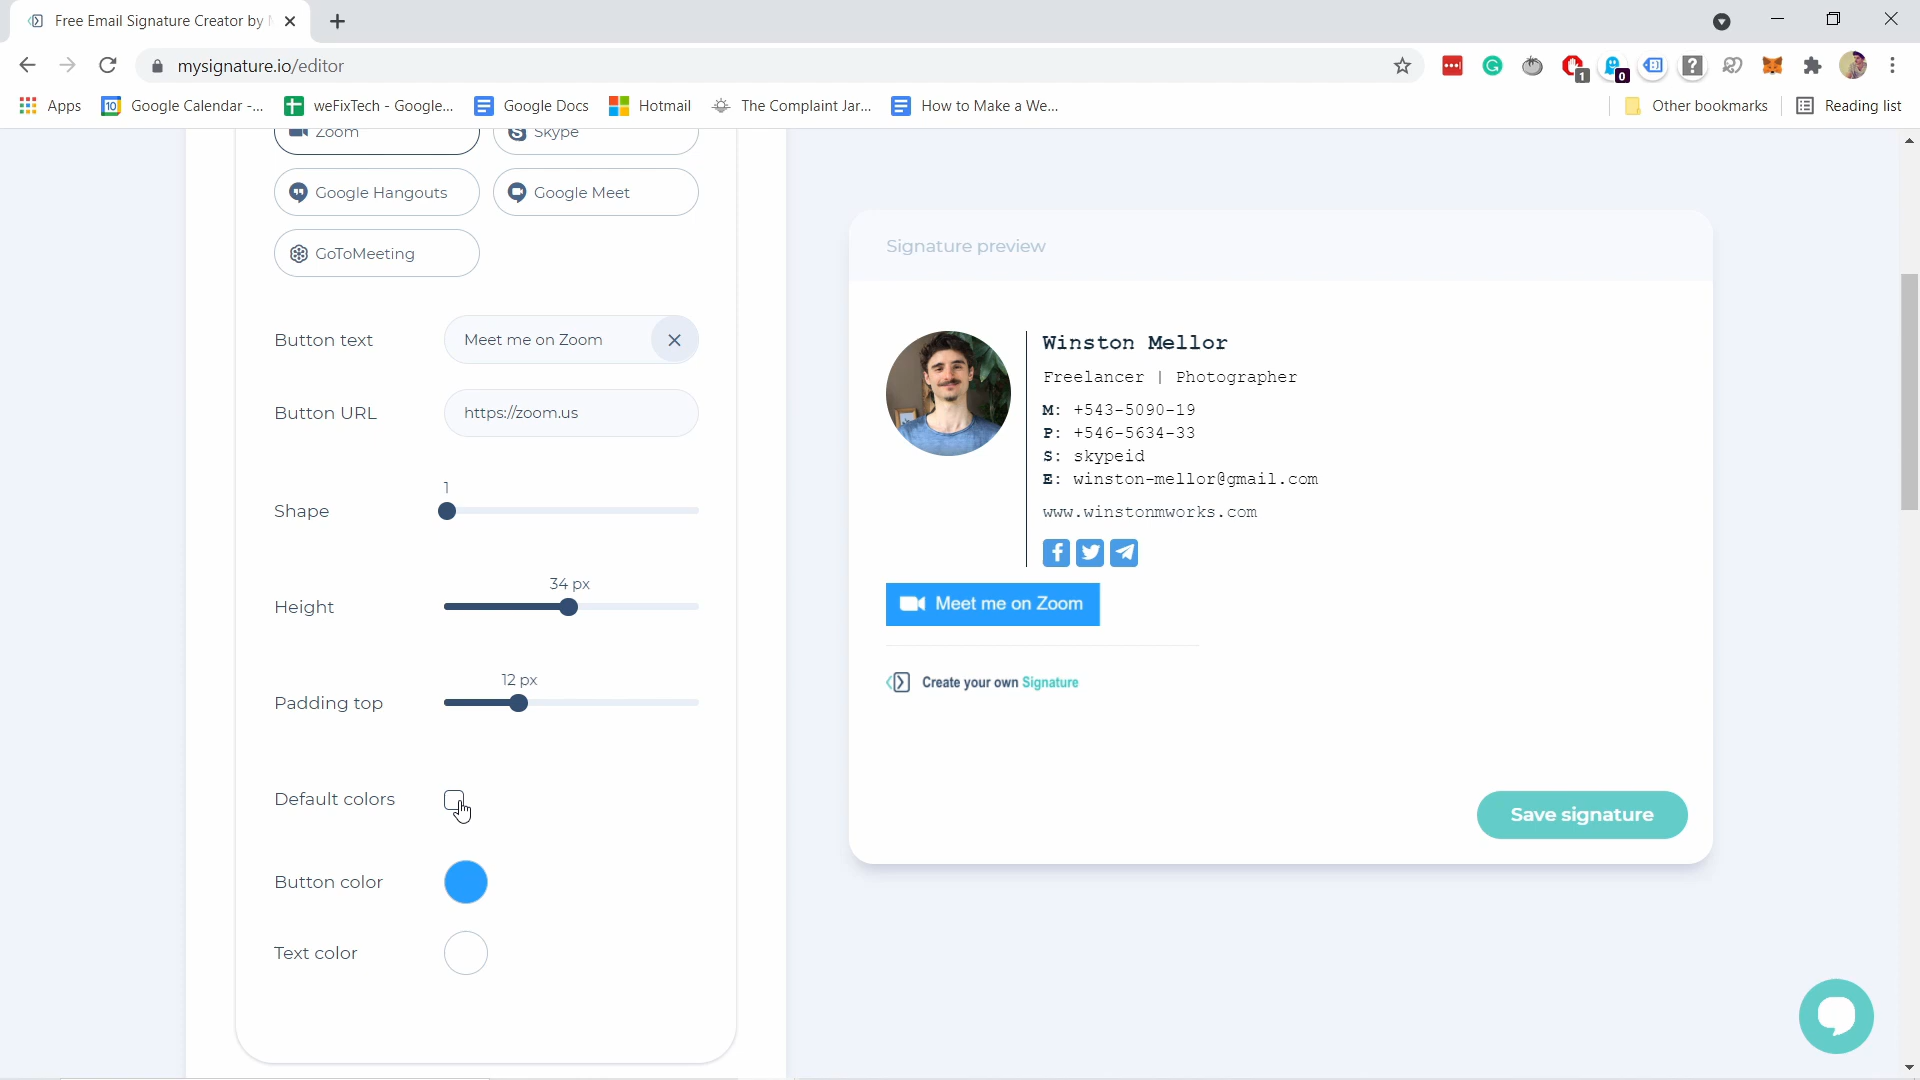 Free Email Signature Creator by
mysignature.io/editor
1
0
Apps
10
Google Calendar -...
weFixTech - Google...
Google Docs
Hotmail
The Complaint Jar...
How to Make a We...
Other bookmarks
Reading list
Zoom
Skype
Google Hangouts
Google Meet
GoToMeeting
Button text
Meet me on Zoom
Button URL
https://zoom.us
Shape
1
Height
34 px
Padding top
12 px
Default colors
Button color
Text color
Signature preview
Winston Mellor
Freelancer | Photographer
M: +543-5090-19
P: +546-5634-33
S: skypeid
E: winston-mellor@gmail.com
www.winstonmworks.com
Meet me on Zoom
Create your own Signature
Save signature